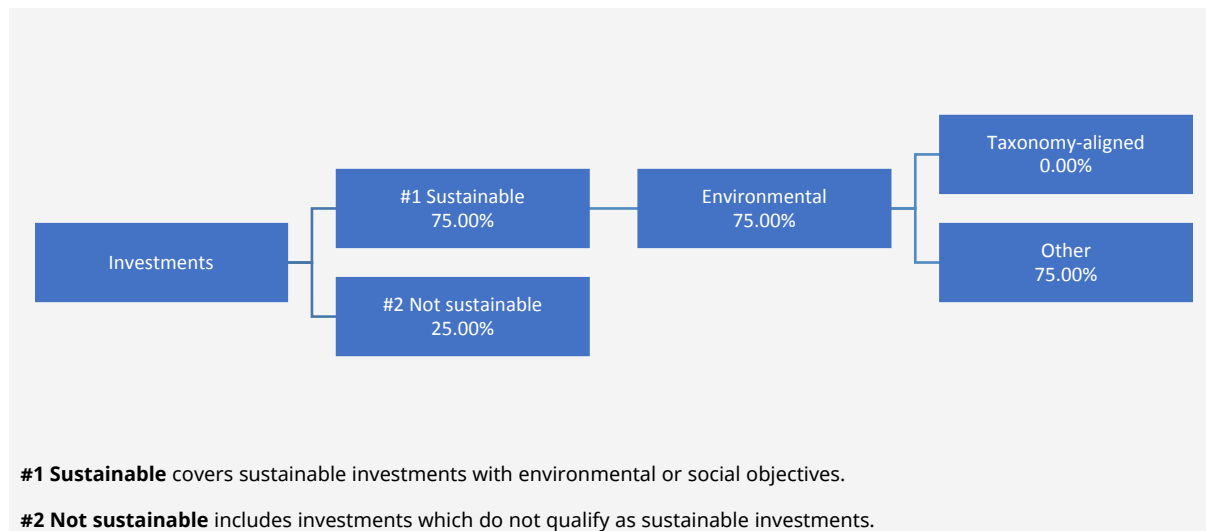 Investments
#1 Sustainable
75.00%
#2 Not sustainable
25.00%
Environmental
75.00%
Taxonomy-aligned
0.00%
Other
75.00%
#1 Sustainable covers sustainable investments with environmental or social objectives.
#2 Not sustainable includes investments which do not qualify as sustainable investments.